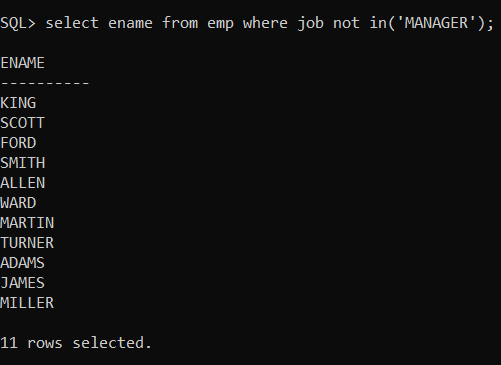 SQL> select ename from emp where job not in('MANAGER');
ENAME
----------
KING
SCOTT
FORD
SMITH
ALLEN
WARD
MARTIN
TURNER
ADAMS
JAMES
MILLER
11 rows selected.